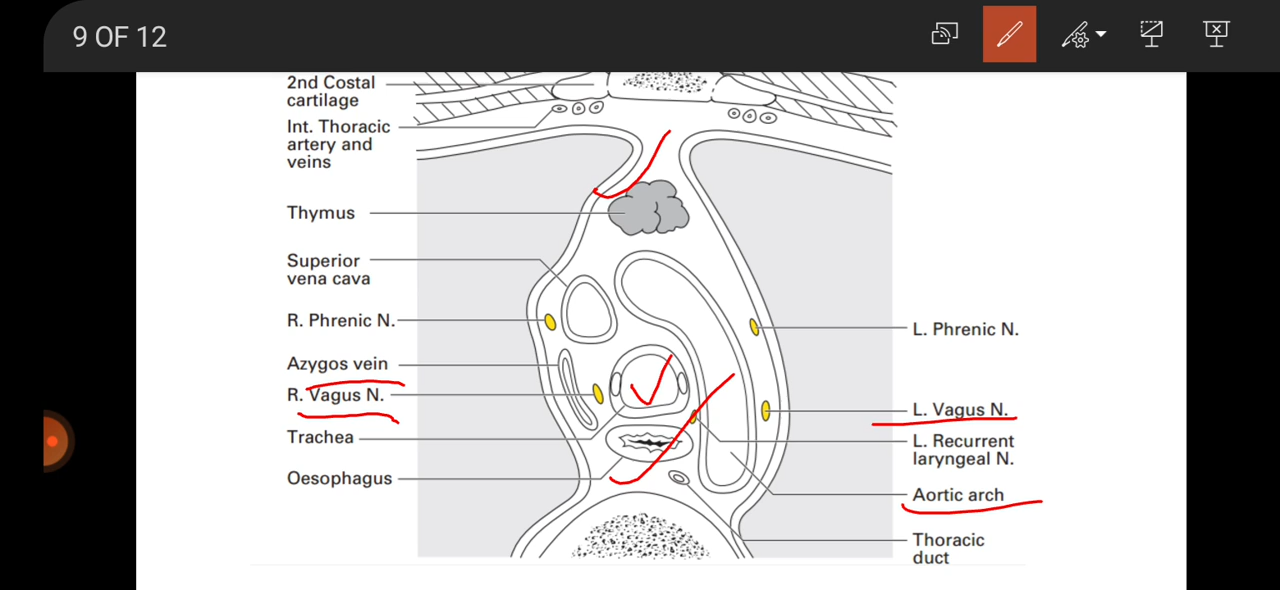 9 OF 12
2nd Costal
cartilage
Int. Thoracic
artery and
veins
Thymus
Superior
vena cava
R. Phrenic N.
Azygos vein
R. Vagus N.
Trachea
Oesophagus
L. Phrenic N.
L. Vagus N.
L. Recurrent
laryngeal N.
Aortic arch
Thoracic
duct